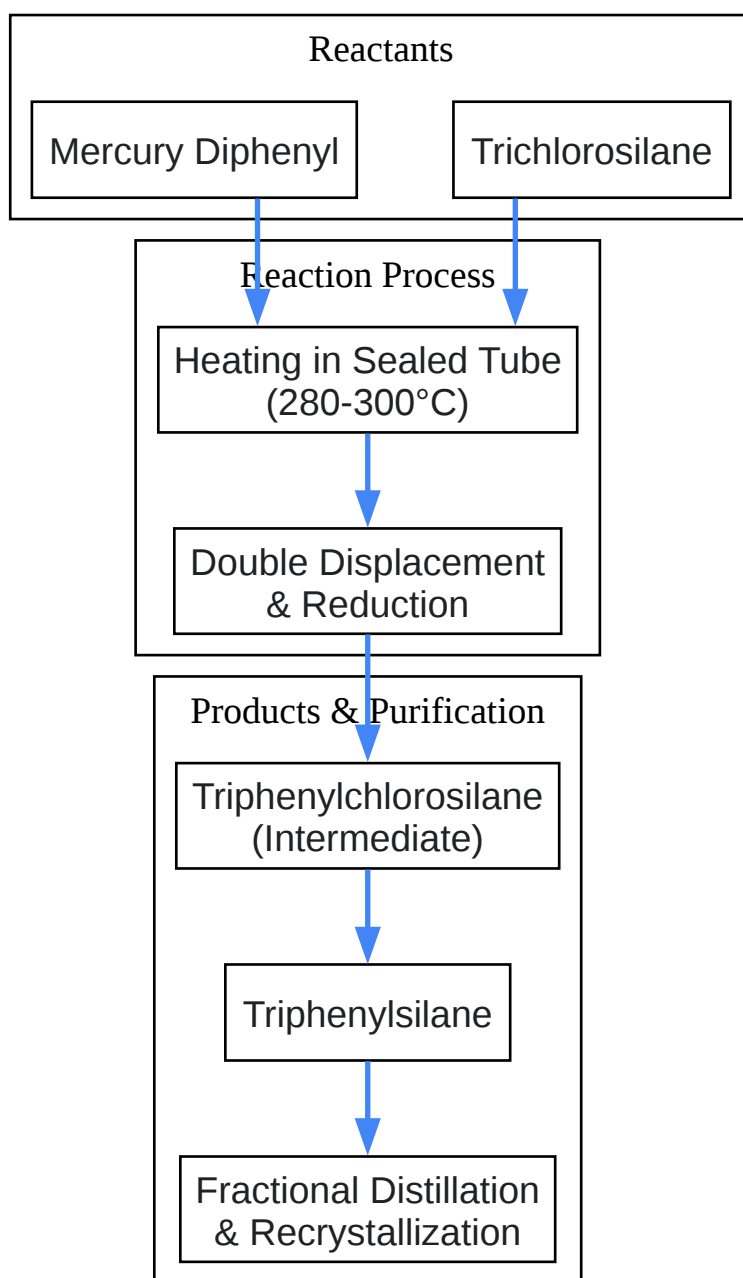 Reactants
Mercury Diphenyl
Trichlorosilane
Reaction Process
Heating in Sealed Tube
(280-300°C)
Double Displacement
& Reduction
Products & Purification
Triphenylchlorosilane
(Intermediate)
Triphenylsilane
Fractional Distillation
& Recrystallization